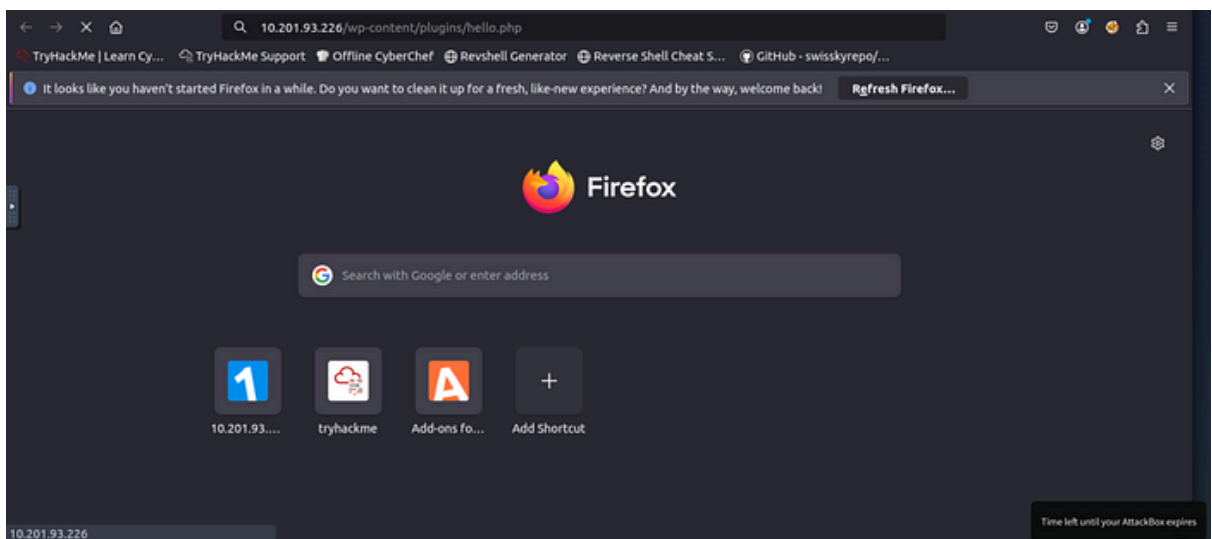 10.201.93.226/wp-content/plugins/hello.php
TryHackMe | Learn Cy... TryHackMe Support Offline CyberChef Revshell Generator Reverse Shell Cheat S... GitHub - swisskyrepo/...
It looks like you haven't started Firefox in a while. Do you want to clean it up for a fresh, like-new experience? And by the way, welcome back! Refresh Firefox...
Firefox
Search with Google or enter address
10.201.93.... tryhackme Add-ons fo... Add Shortcut
10.201.93.226
Time left until your AttackBox expires